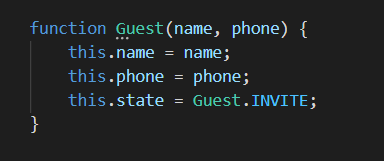 function Guest(name, phone) {
    this.name = name;
    this.phone = phone;
    this.state = Guest.INVITE;
}